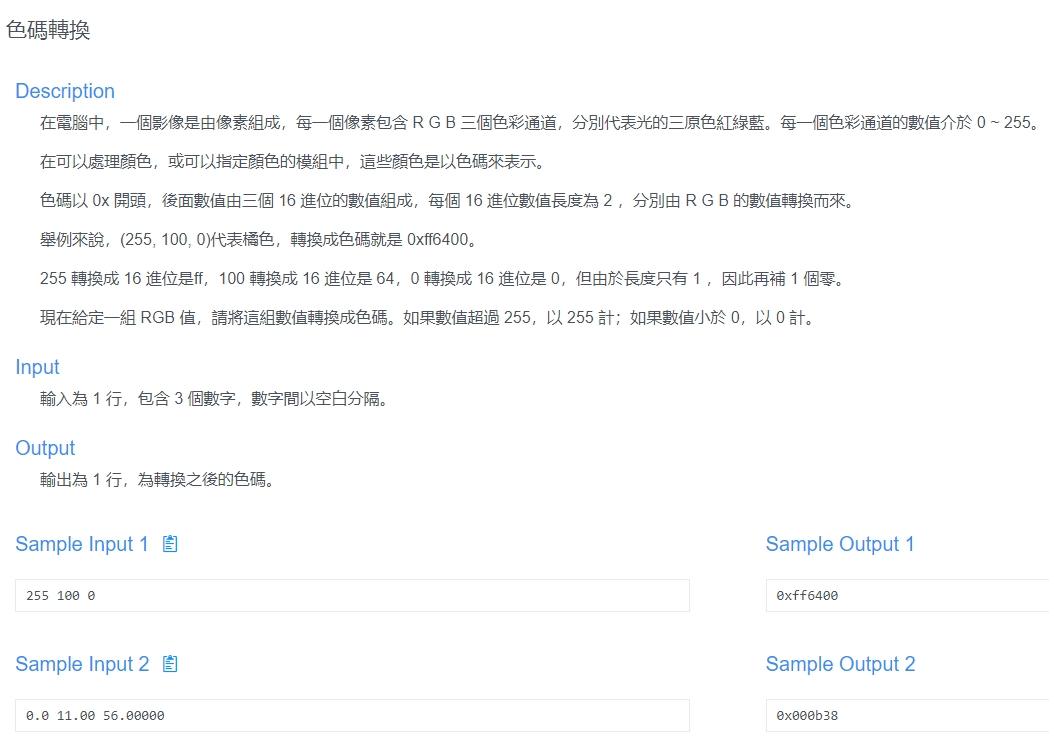 色碼轉換
Description
在電腦中，一個影像是由像素組成，每一個像素包含 R G B 三個色彩通道，分別代表光的三原色紅綠藍。每一個色彩通道的數值介於 0 ~ 255。
在可以處理顏色，或可以指定顏色的模組中，這些顏色是以色碼來表示。
色碼以 0x 開頭，後面數值由三個 16 進位的數值組成，每個 16 進位數值長度為 2 ，分別由 R G B 的數值轉換而來。
舉例來說，(255, 100, 0)代表橘色，轉換成色碼就是 0xff6400。
255 轉換成 16 進位是ff，100 轉換成 16 進位是 64，0 轉換成 16 進位是 0，但由於長度只有 1 ，因此再補 1 個零。
現在給定一組 RGB 值，請將這組數值轉換成色碼。如果數值超過 255，以 255 計；如果數值小於 0，以 0 計。
Input
輸入為 1 行，包含 3 個數字，數字間以空白分隔。
Output
輸出為 1 行，為轉換之後的色碼。
Sample Input 1
Sample Output 1
255 100 0
0xff6400
Sample Input 2
Sample Output 2
0.0 11.00 56.00000
0x000b38